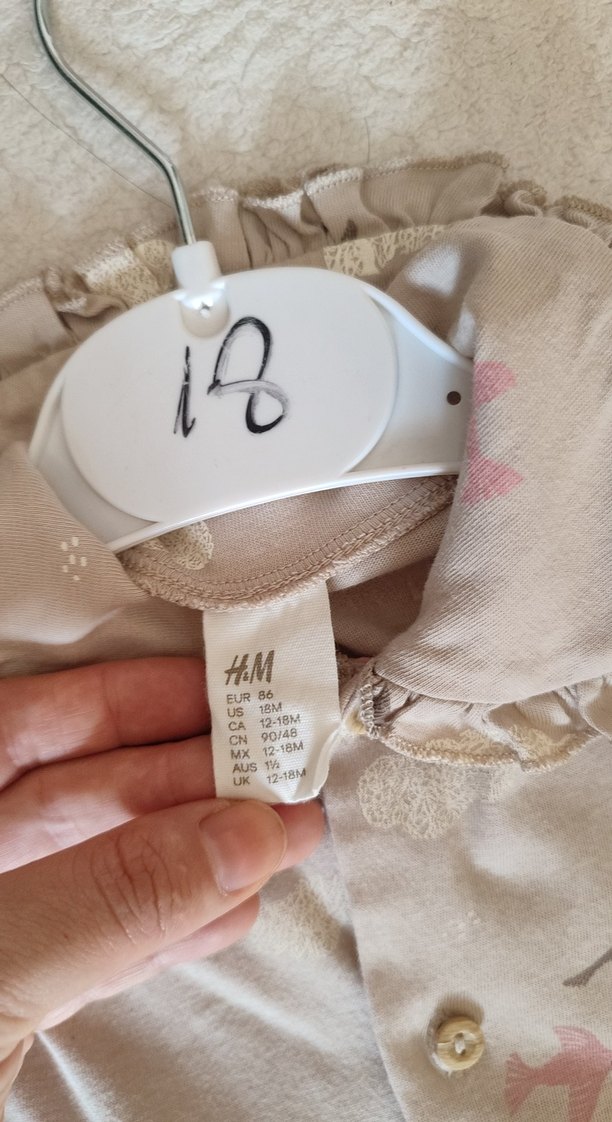 18
H&M
EUR 86
US 18M
CA 12-18M
CN 90/48
MX 12-18M
AUS 1½
UK 12-18M